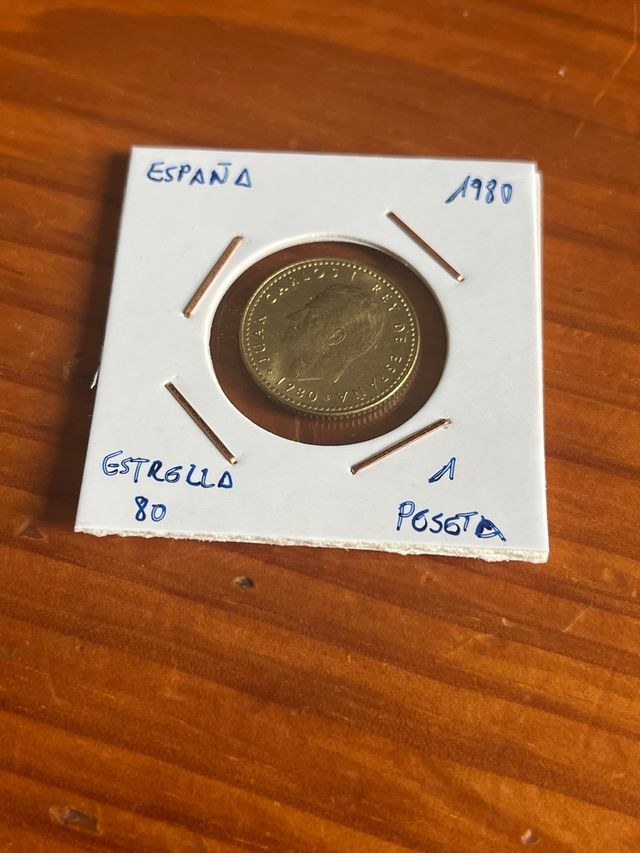 ESPAÑA
1980
JUAN CARLOS I REY DE ESPAÑA
*1980*
ESTRELLA
80
1
PESETA